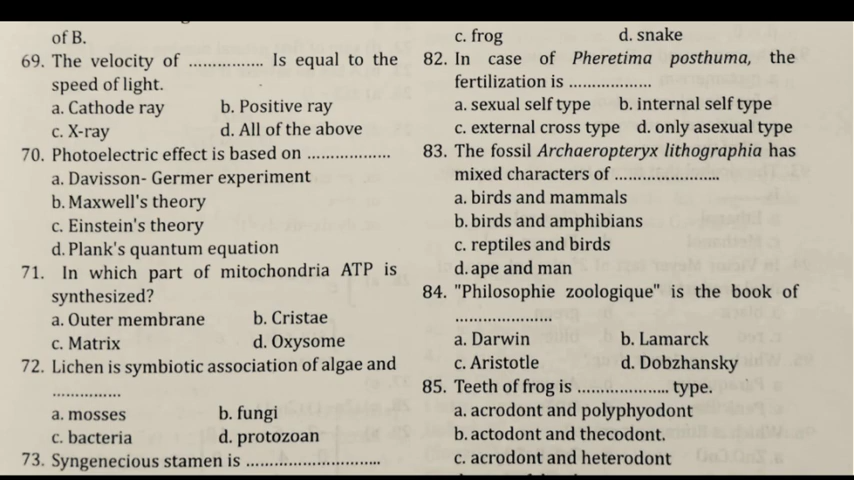 of B.
69. The velocity of ............... Is equal to the
speed of light.
a. Cathode ray b. Positive ray
c. X-ray d. All of the above
70. Photoelectric effect is based on .................
a. Davisson- Germer experiment
b. Maxwell's theory
c. Einstein's theory
d. Plank's quantum equation
71. In which part of mitochondria ATP is
synthesized?
a. Outer membrane b. Cristae
c. Matrix d. Oxysome
72. Lichen is symbiotic association of algae and
..............
a. mosses b. fungi
c. bacteria d. protozoan
73. Syngenecious stamen is ............................
c. frog d. snake
82. In case of Pheretima posthuma, the
fertilization is .................
a. sexual self type b. internal self type
c. external cross type d. only asexual type
83. The fossil Archaeropteryx lithographia has
mixed characters of ......................
a. birds and mammals
b. birds and amphibians
c. reptiles and birds
d. ape and man
84. "Philosophie zoologique" is the book of
....................
a. Darwin b. Lamarck
c. Aristotle d. Dobzhansky
85. Teeth of frog is ................... type.
a. acrodont and polyphyodont
b. actodont and thecodont.
c. acrodont and heterodont